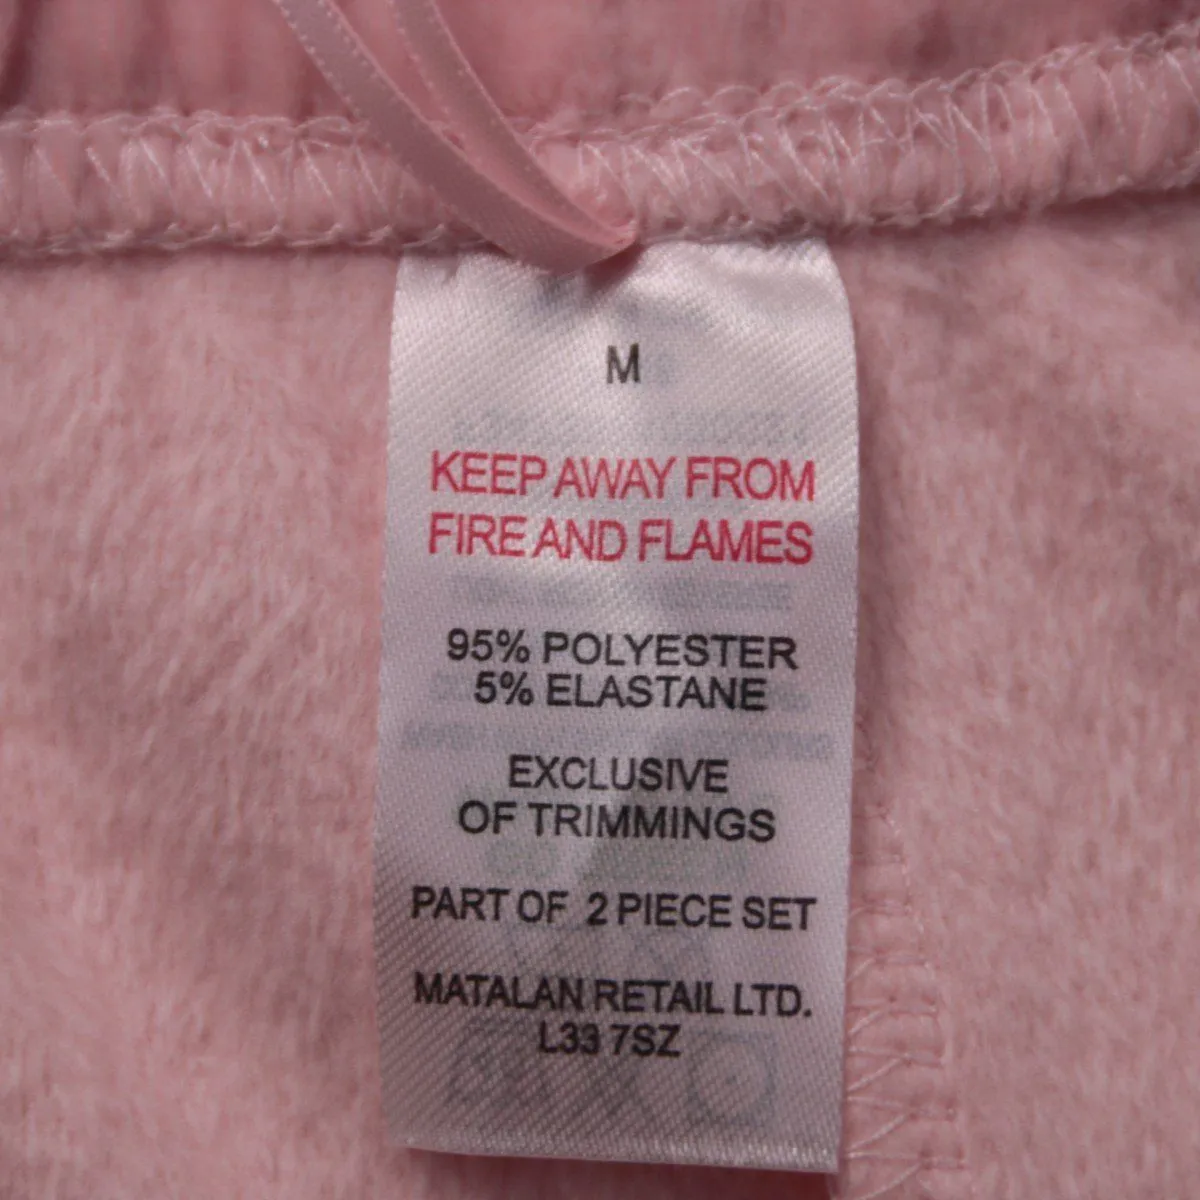 M
KEEP AWAY FROM
FIRE AND FLAMES
95% POLYESTER
5% ELASTANE
EXCLUSIVE
OF TRIMMINGS
PART OF 2 PIECE SET
MATALAN RETAIL LTD.
L33 7SZ